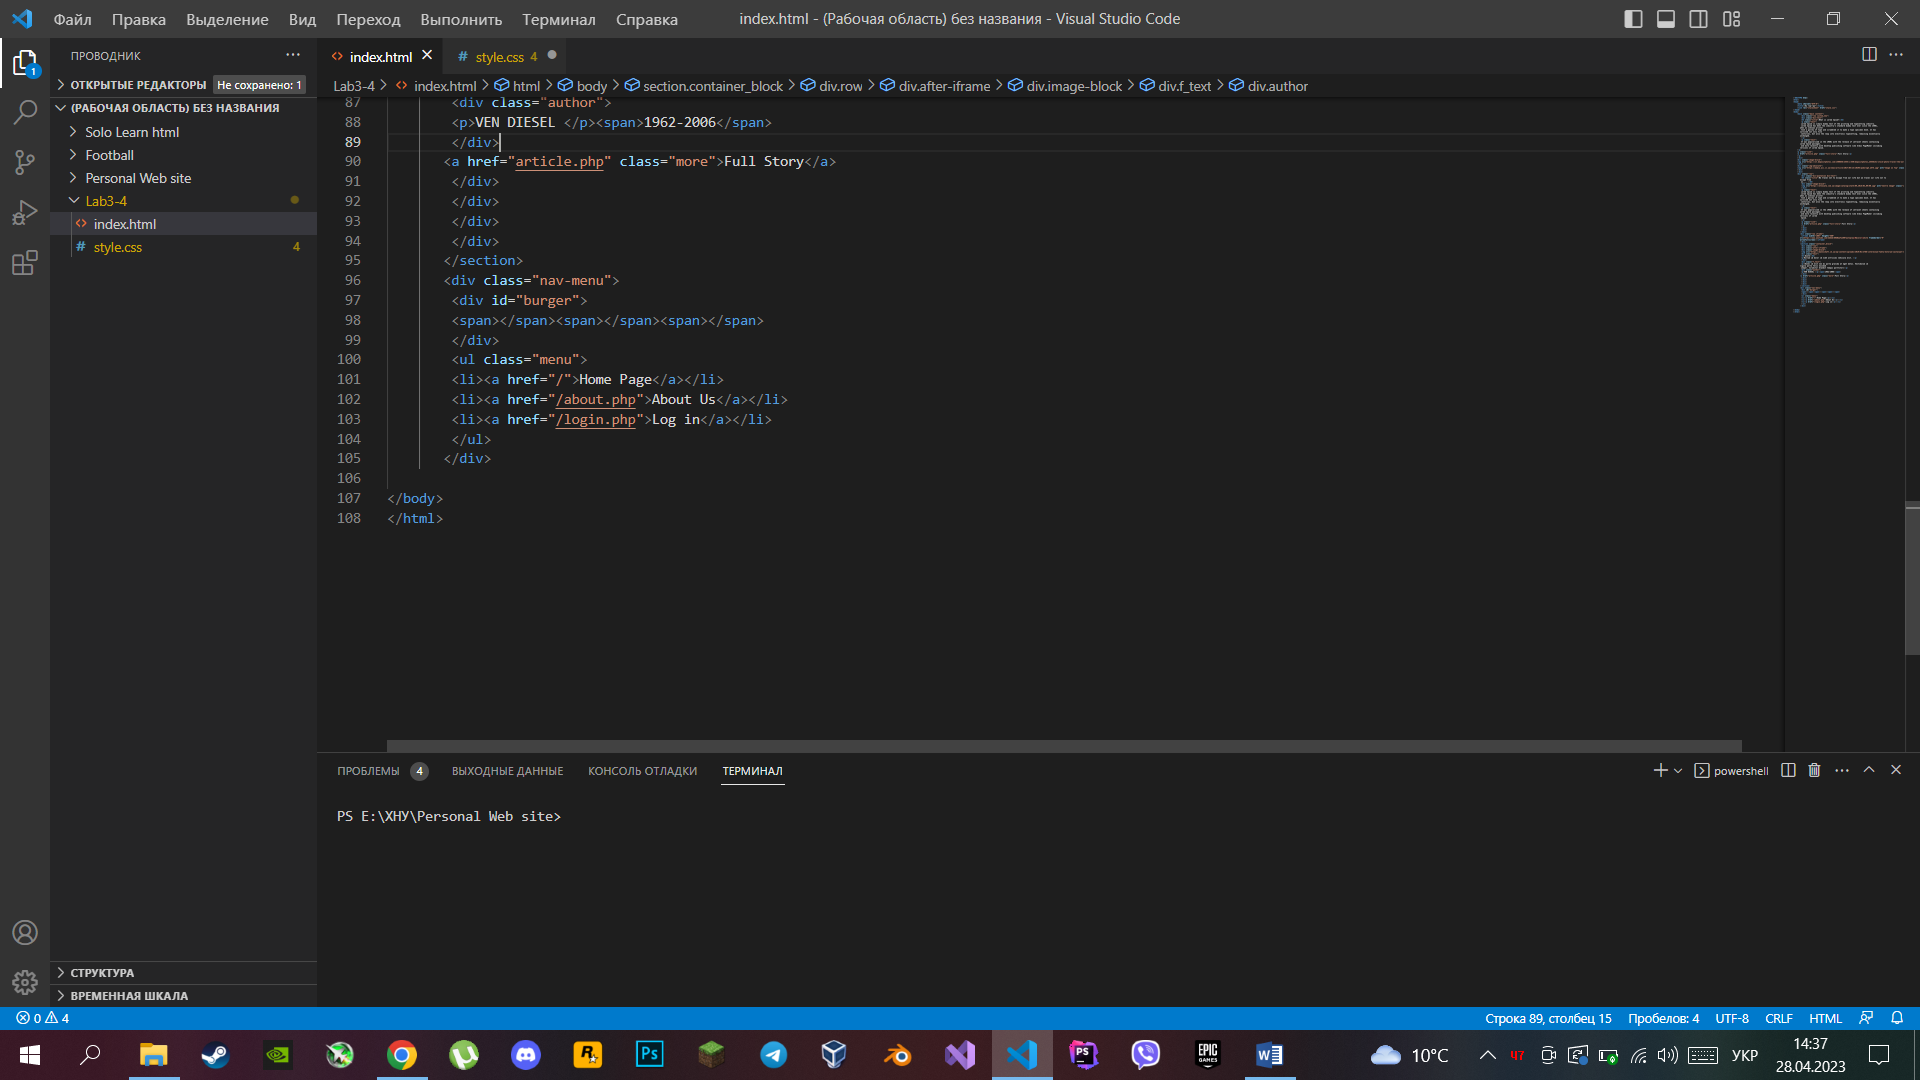 Файл Правка Выделение Вид Переход Выполнить Терминал Справка
index.html - (Рабочая область) без названия - Visual Studio Code
ПРОВОДНИК
1
ОТКРЫТЫЕ РЕДАКТОРЫ Не сохранено: 1
(РАБОЧАЯ ОБЛАСТЬ) БЕЗ НАЗВАНИЯ
Solo Learn html
Football
Personal Web site
Lab3-4
index.html
style.css 4
СТРУКТУРА
ВРЕМЕННАЯ ШКАЛА
index.html
# style.css 4
Lab3-4 > index.html > html > body > section.container_block > div.row > div.after-iframe > div.image-block > div.f_text > div.author
87 <div class="author">
88 <p>VEN DIESEL </p><span>1962-2006</span>
89 </div>
90 <a href="article.php" class="more">Full Story</a>
91 </div>
92 </div>
93 </div>
94 </div>
95 </section>
96 <div class="nav-menu">
97 <div id="burger">
98 <span></span><span></span><span></span>
99 </div>
100 <ul class="menu">
101 <li><a href="/">Home Page</a></li>
102 <li><a href="/about.php">About Us</a></li>
103 <li><a href="/login.php">Log in</a></li>
104 </ul>
105 </div>
106
107 </body>
108 </html>
ПРОБЛЕМЫ 4 ВЫХОДНЫЕ ДАННЫЕ КОНСОЛЬ ОТЛАДКИ ТЕРМИНАЛ
powershell
PS E:\ХНУ\Personal Web site>
0 4
Строка 89, столбец 15 Пробелов: 4 UTF-8 CRLF HTML
10°C
47
УКР
14:37
28.04.2023